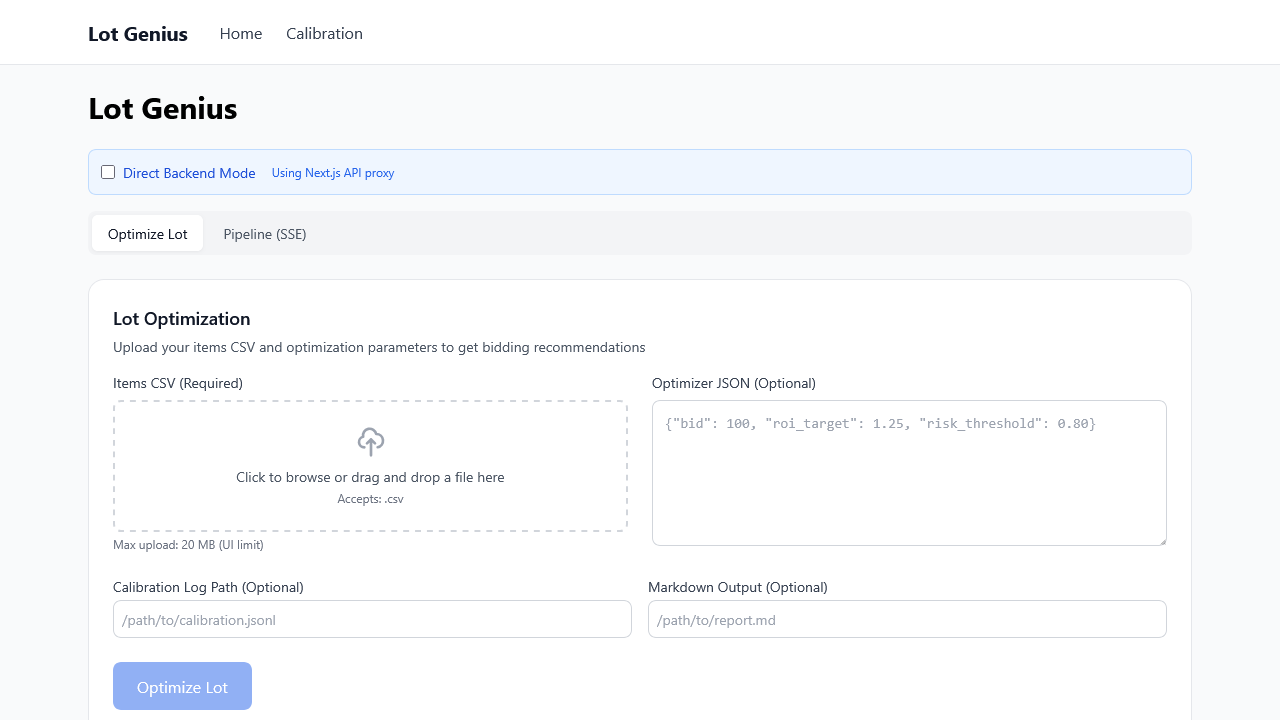 Lot Genius Home Calibration
Lot Genius
Direct Backend Mode Using Next.js API proxy
Optimize Lot Pipeline (SSE)
Lot Optimization
Upload your items CSV and optimization parameters to get bidding recommendations
Items CSV (Required)
Click to browse or drag and drop a file here
Accepts: .csv
Max upload: 20 MB (UI limit)
Optimizer JSON (Optional)
{"bid": 100, "roi_target": 1.25, "risk_threshold": 0.80}
Calibration Log Path (Optional)
/path/to/calibration.jsonl
Markdown Output (Optional)
/path/to/report.md
Optimize Lot